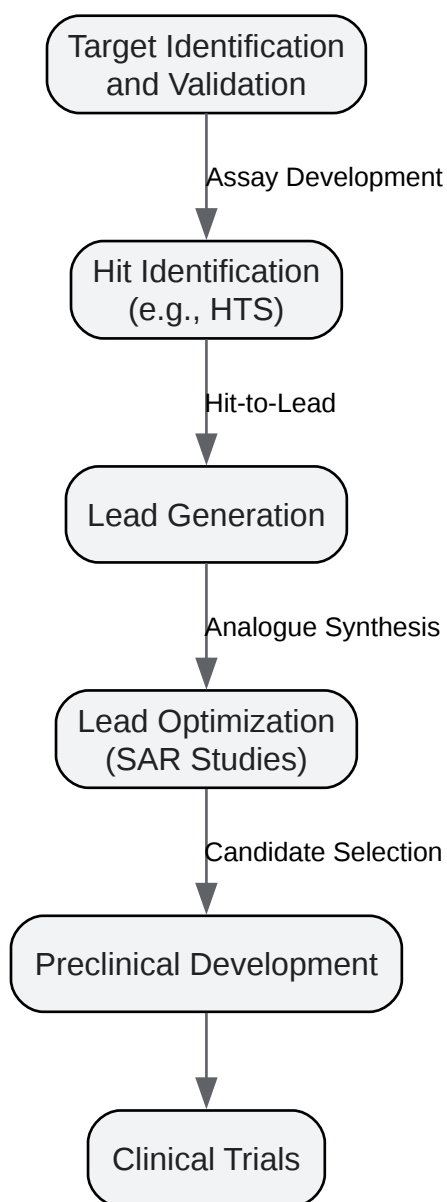 Target Identification
and Validation
Assay Development
Hit Identification
(e.g., HTS)
Hit-to-Lead
Lead Generation
Analogue Synthesis
Lead Optimization
(SAR Studies)
Candidate Selection
Preclinical Development
Clinical Trials